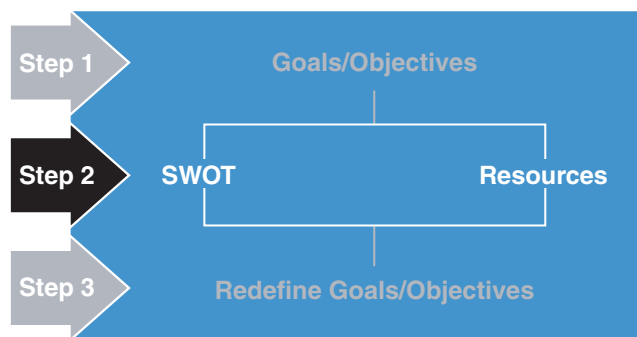 Step 1
Goals/Objectives
Step 2
SWOT
Resources
Step 3
Redefine Goals/Objectives